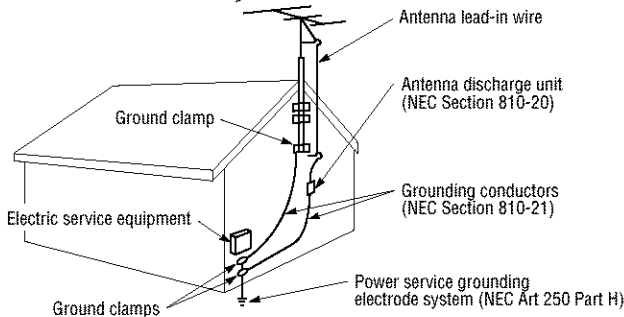 Antenna lead-in wire
Antenna discharge unit
(NEC Section 810-20)
Ground clamp
Grounding conductors
(NEC Section 810-21)
Electric service equipment
Ground clamps
Power service grounding
electrode system (NEC Art 250 Part H)